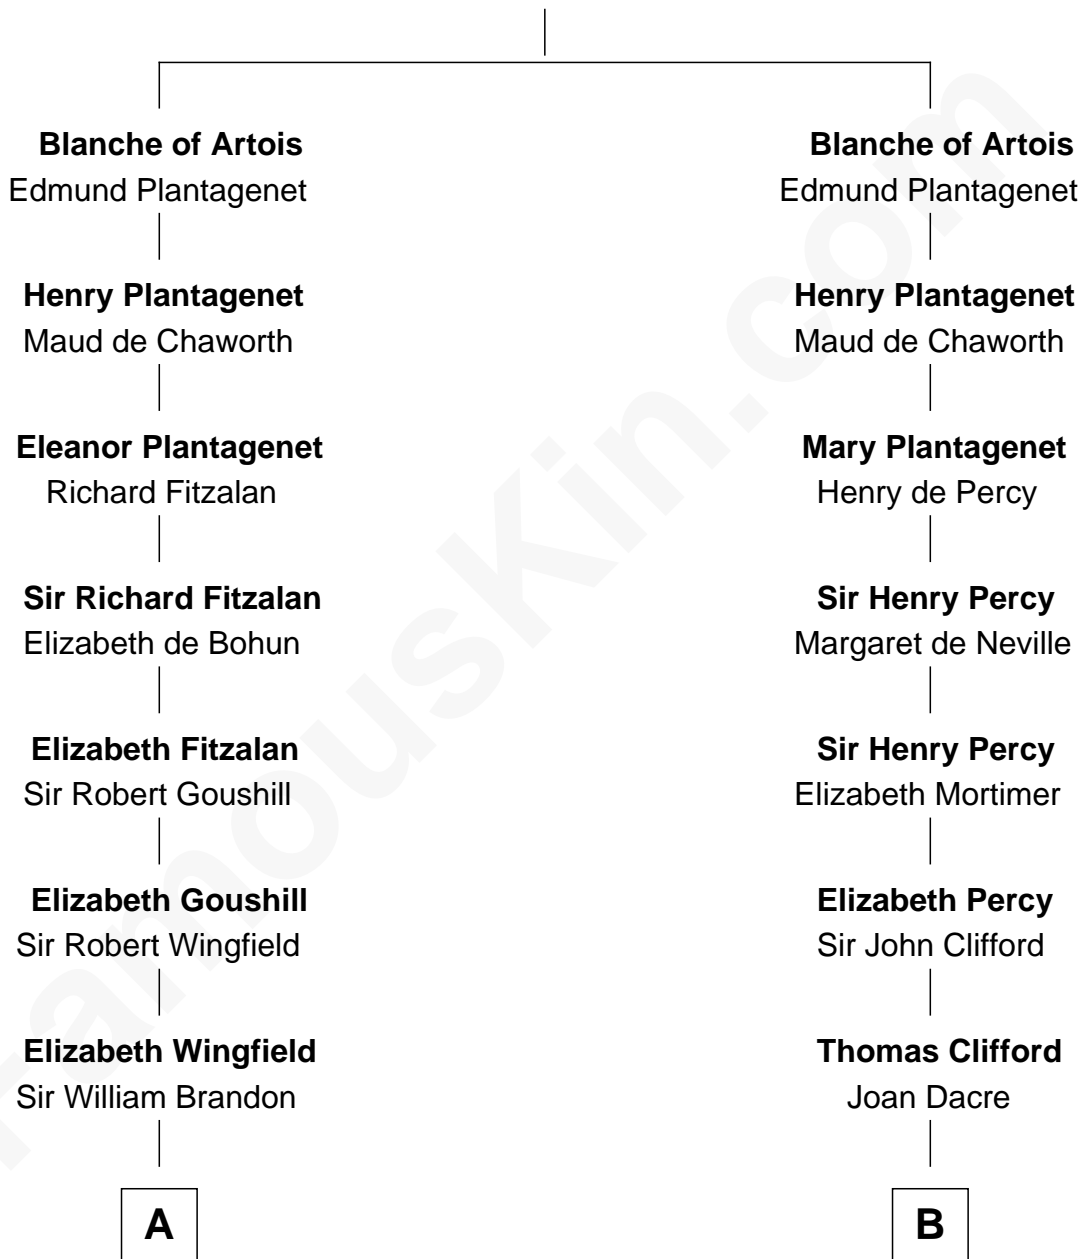 Blanche of Artois
Edmund Plantagenet
Henry Plantagenet
Maud de Chaworth
Eleanor Plantagenet
Richard Fitzalan
Sir Richard Fitzalan
Elizabeth de Bohun
Elizabeth Fitzalan
Sir Robert Goushill
Elizabeth Goushill
Sir Robert Wingfield
Elizabeth Wingfield
Sir William Brandon
A
Blanche of Artois
Edmund Plantagenet
Henry Plantagenet
Maud de Chaworth
Mary Plantagenet
Henry de Percy
Sir Henry Percy
Margaret de Neville
Sir Henry Percy
Elizabeth Mortimer
Elizabeth Percy
Sir John Clifford
Thomas Clifford
Joan Dacre
B
FamousKin.com